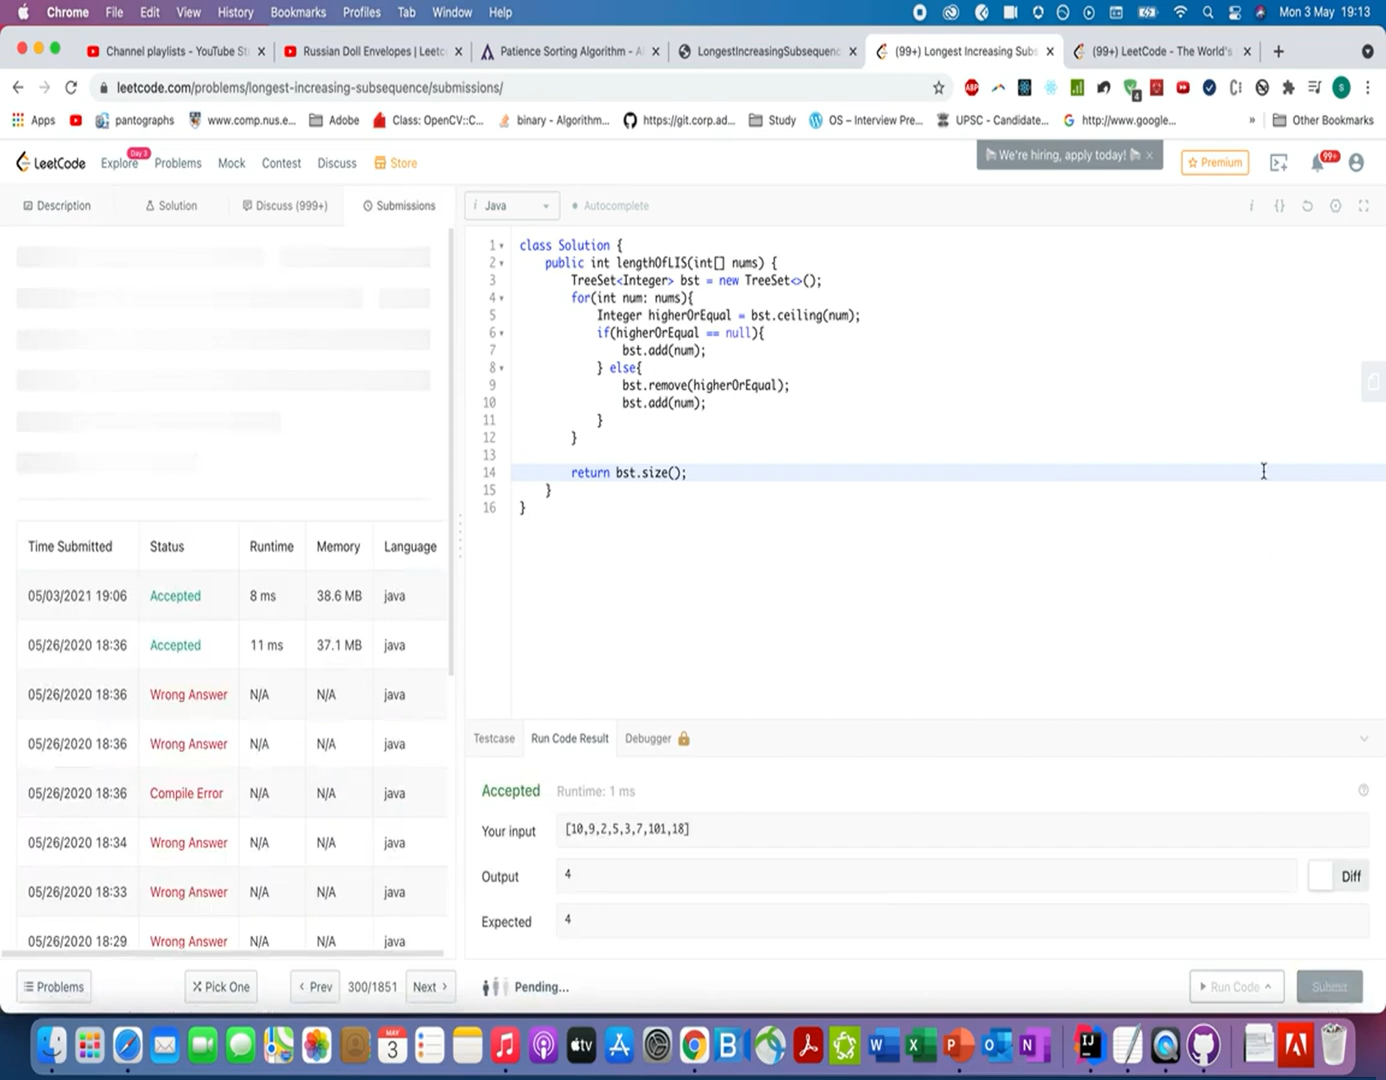 Chrome File Edit View History Bookmarks Profiles Tab Window Help Mon 3 May 19:13
Channel playlists - YouTube St
Russian Doll Envelopes | Leetc
Patience Sorting Algorithm - A
LongestIncreasingSubsequenc
(99+) Longest Increasing Subs
(99+) LeetCode - The World's
leetcode.com/problems/longest-increasing-subsequence/submissions/
ABP
4
S
Apps
pantographs
www.comp.nus.e...
Adobe
Class: OpenCV::C...
binary - Algorithm...
https://git.corp.ad...
Study
OS – Interview Pre...
UPSC - Candidate...
http://www.google...
»
Other Bookmarks
LeetCode
Explore
Day 3
Problems
Mock
Contest
Discuss
Store
We're hiring, apply today!
Premium
99+
Description
Solution
Discuss (999+)
Submissions
i Java
Autocomplete
1 class Solution {
2 public int lengthOfLIS(int[] nums) {
3 TreeSet<Integer> bst = new TreeSet<>();
4 for(int num: nums){
5 Integer higherOrEqual = bst.ceiling(num);
6 if(higherOrEqual == null){
7 bst.add(num);
8 } else{
9 bst.remove(higherOrEqual);
10 bst.add(num);
11 }
12 }
13
14 return bst.size();
15 }
16 }
Time Submitted Status Runtime Memory Language
05/03/2021 19:06 Accepted 8 ms 38.6 MB java
05/26/2020 18:36 Accepted 11 ms 37.1 MB java
05/26/2020 18:36 Wrong Answer N/A N/A java
05/26/2020 18:36 Wrong Answer N/A N/A java
05/26/2020 18:36 Compile Error N/A N/A java
05/26/2020 18:34 Wrong Answer N/A N/A java
05/26/2020 18:33 Wrong Answer N/A N/A java
05/26/2020 18:29 Wrong Answer N/A N/A java
Testcase
Run Code Result
Debugger
Accepted Runtime: 1 ms
Your input [10,9,2,5,3,7,101,18]
Output 4
Diff
Expected 4
Problems
Pick One
‹ Prev
300/1851
Next ›
Pending...
Run Code
Submit
MAY
3
tv